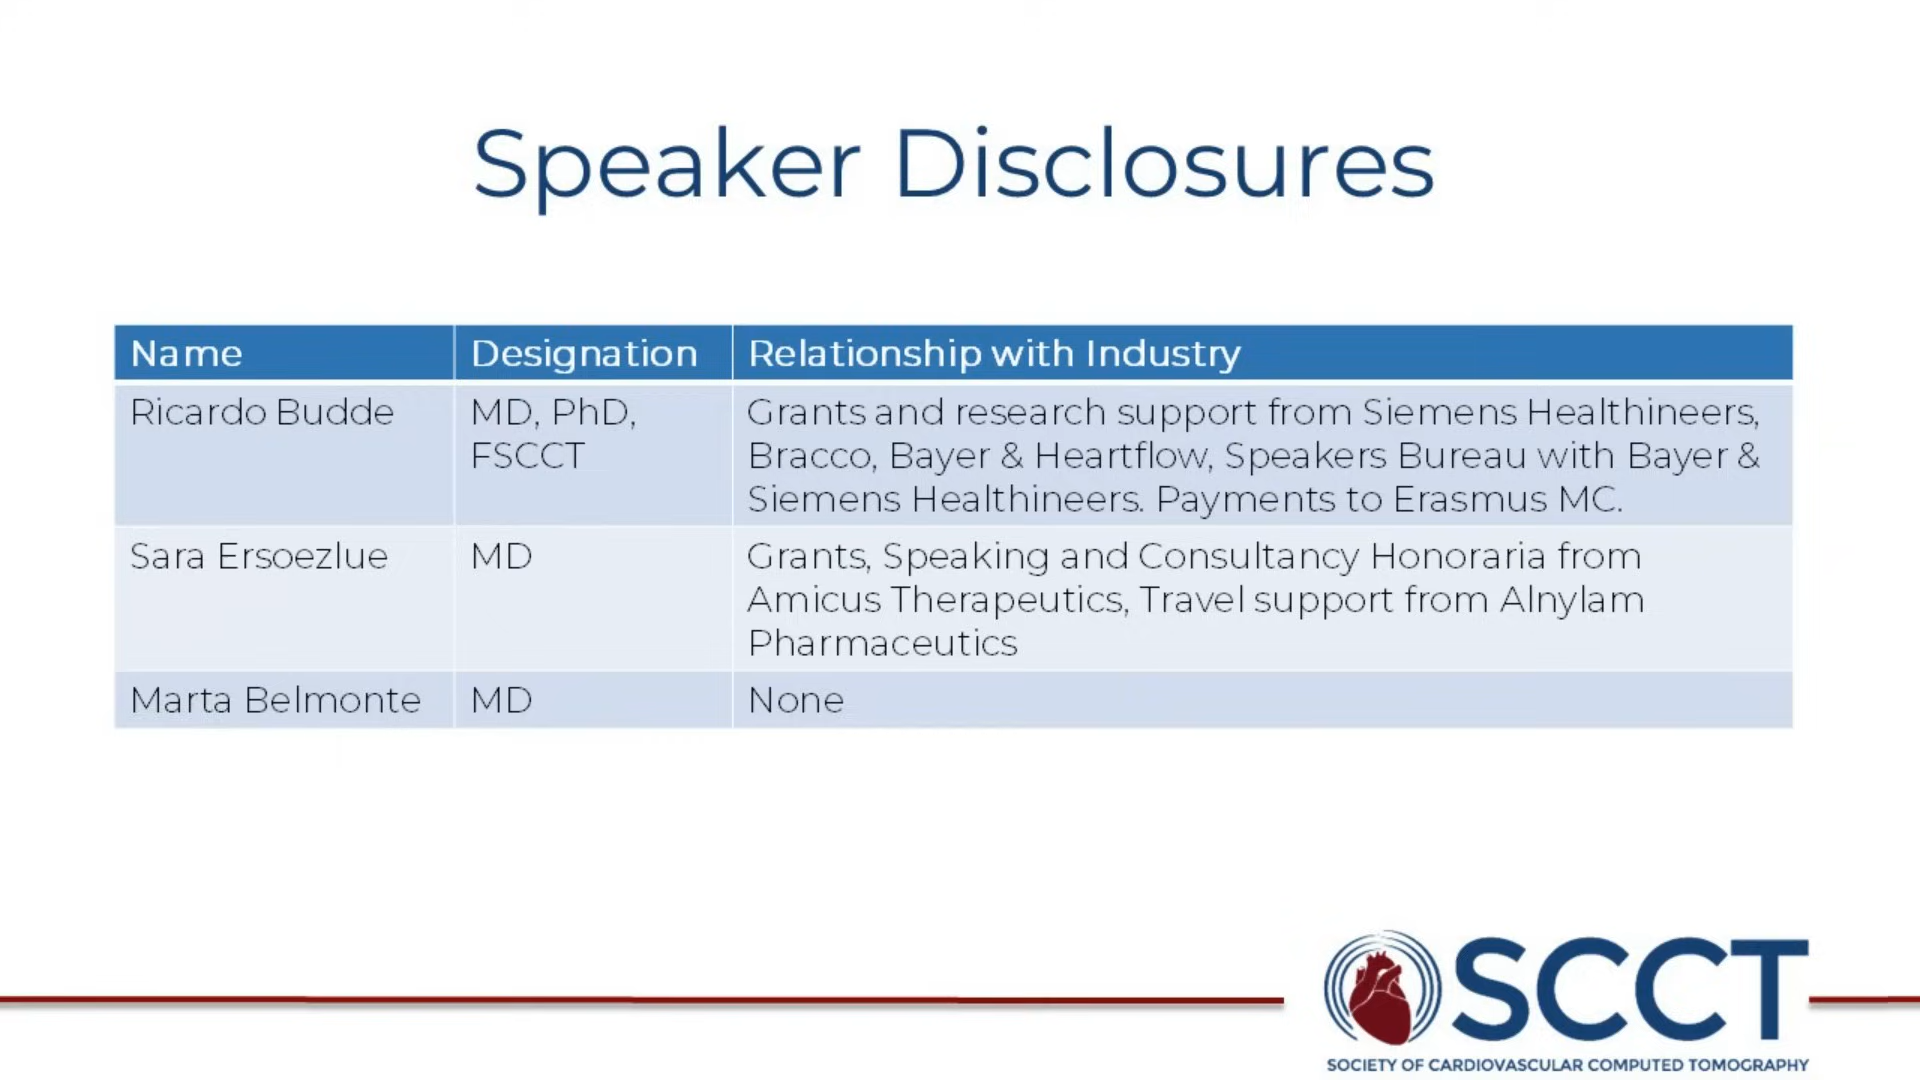 Speaker Disclosures
Name Designation Relationship with Industry
Ricardo Budde MD, PhD, Grants and research support from Siemens Healthineers,
FSCCT Bracco, Bayer & Heartflow, Speakers Bureau with Bayer &
Siemens Healthineers. Payments to Erasmus MC.
Sara Ersoezlue MD Grants, Speaking and Consultancy Honoraria from
Amicus Therapeutics, Travel support from Alnylam
Pharmaceutics
Marta Belmonte MD None
SCCT
SOCIETY OF CARDIOVASCULAR COMPUTED TOMOGRAPHY